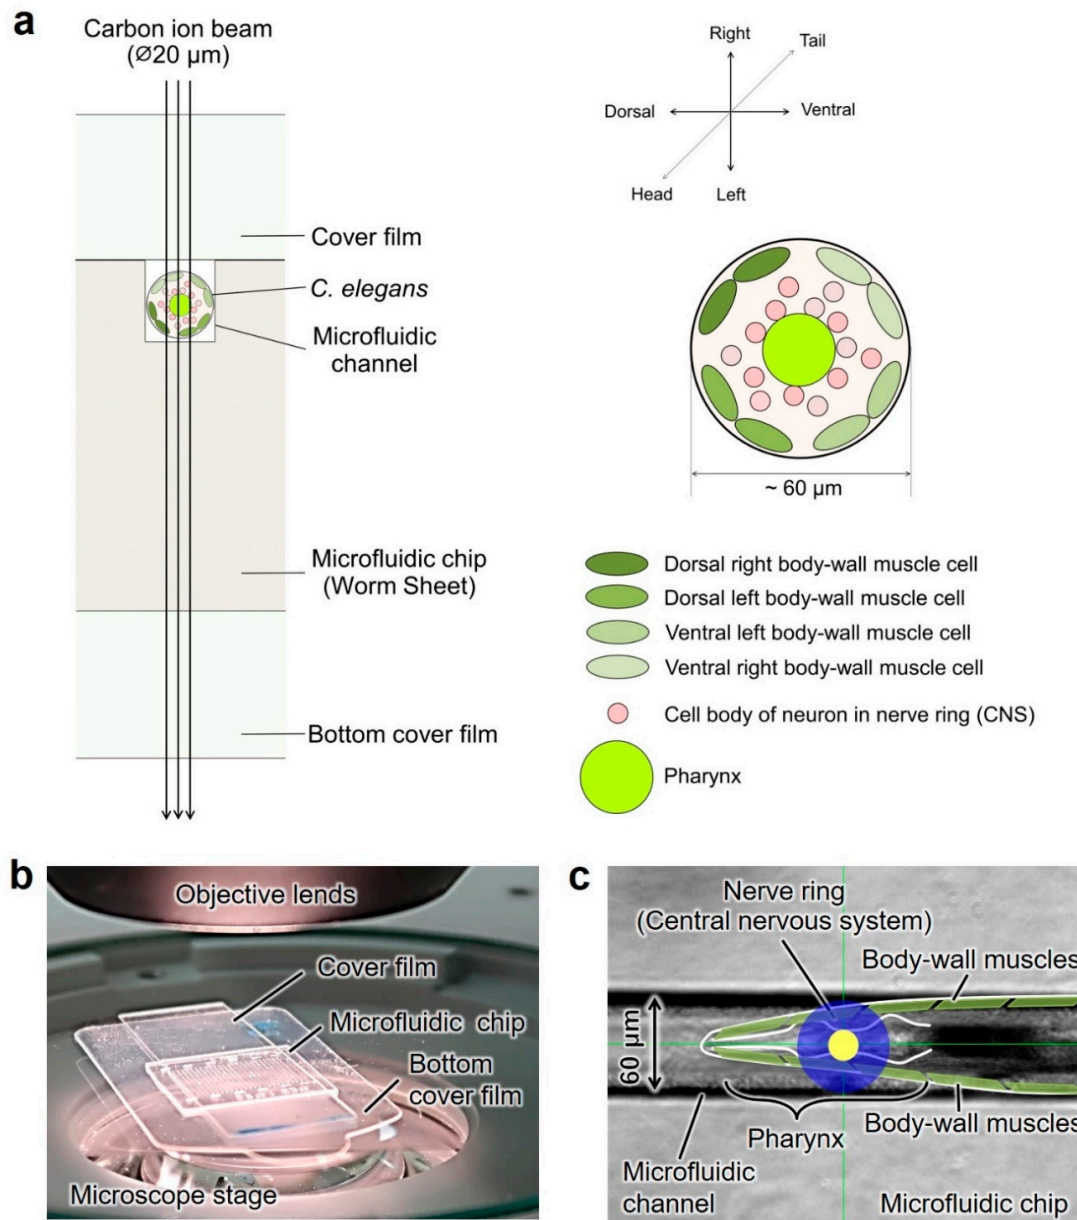 a
Carbon ion beam
(Ø20 µm)
Cover film
C. elegans
Microfluidic
channel
Microfluidic chip
(Worm Sheet)
Bottom cover film
Right
Tail
Dorsal
Ventral
Head
Left
~ 60 µm
Dorsal right body-wall muscle cell
Dorsal left body-wall muscle cell
Ventral left body-wall muscle cell
Ventral right body-wall muscle cell
Cell body of neuron in nerve ring (CNS)
Pharynx
b
Objective lends
Cover film
Microfluidic chip
Bottom
cover film
Microscope stage
c
Nerve ring
(Central nervous system)
Body-wall muscles
60 µm
Body-wall muscles
Pharynx
Microfluidic
channel
Microfluidic chip